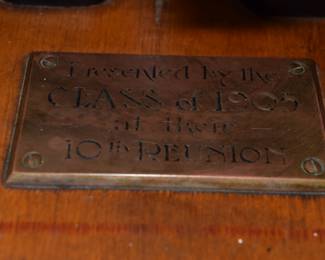 Presented by the
CLASS of 1905
at their
10th REUNION